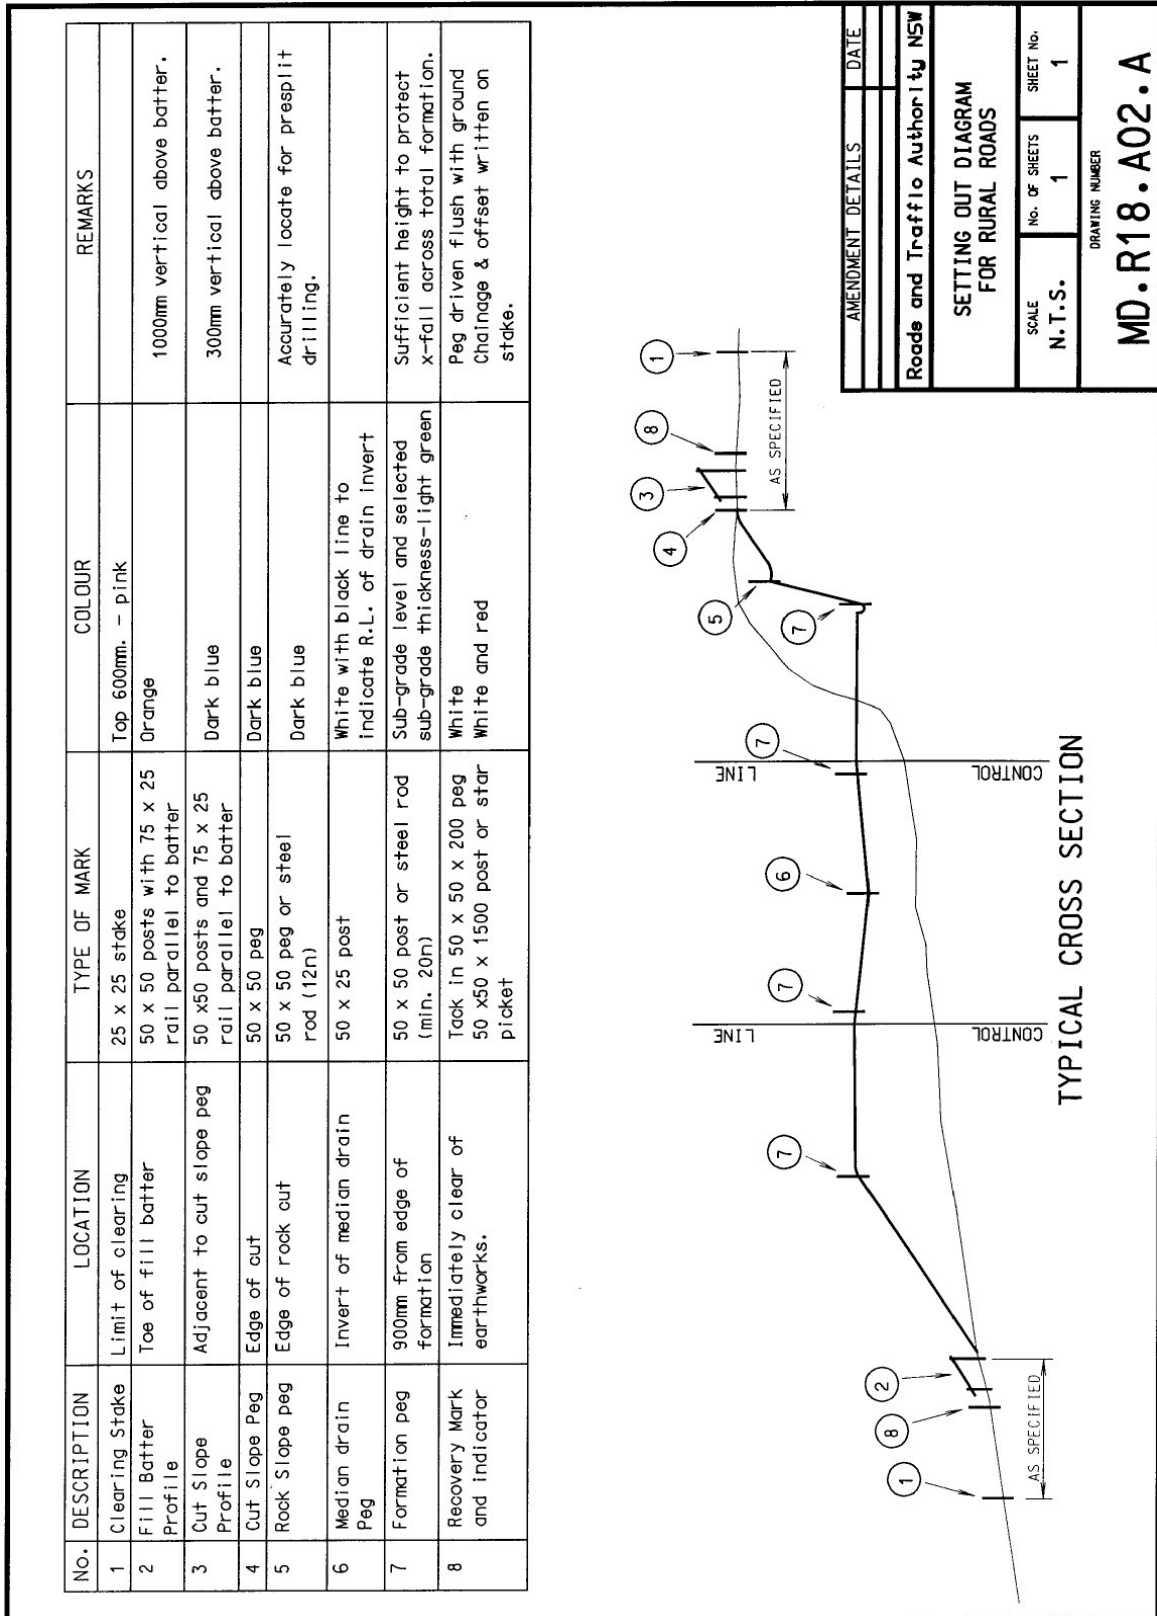 No. DESCRIPTION LOCATION TYPE OF MARK COLOUR REMARKS
1 Clearing Stake Limit of clearing 25 x 25 stake Top 600mm. - pink
2 Fill Batter Profile Toe of fill batter 50 x 50 posts with 75 x 25 rail parallel to batter Orange 1000mm vertical above batter.
3 Cut Slope Profile Adjacent to cut slope peg 50 x50 posts and 75 x 25 rail parallel to batter Dark blue 300mm vertical above batter.
4 Cut Slope Peg Edge of cut 50 x 50 peg Dark blue
5 Rock Slope peg Edge of rock cut 50 x 50 peg or steel rod (12n) Dark blue Accurately locate for presplit drilling.
6 Median drain Peg Invert of median drain 50 x 25 post White with black line to indicate R.L. of drain invert
7 Formation peg 900mm from edge of formation 50 x 50 post or steel rod (min. 20n) Sub-grade level and selected sub-grade thickness-light green Sufficient height to protect x-fall across total formation.
8 Recovery Mark and indicator Immediately clear of earthworks. Tack in 50 x 50 x 200 peg 50 x50 x 1500 post or star picket White White and red Peg driven flush with ground Chainage & offset written on stake.
1
8
2
AS SPECIFIED
7
7
6
7
7
5
4
3
8
1
AS SPECIFIED
CONTROL LINE
CONTROL LINE
TYPICAL CROSS SECTION
AMENDMENT DETAILS DATE
Roads and Traffic Authority NSW
SETTING OUT DIAGRAM
FOR RURAL ROADS
SCALE No. OF SHEETS SHEET No.
N.T.S. 1 1
DRAWING NUMBER
MD.R18.A02.A